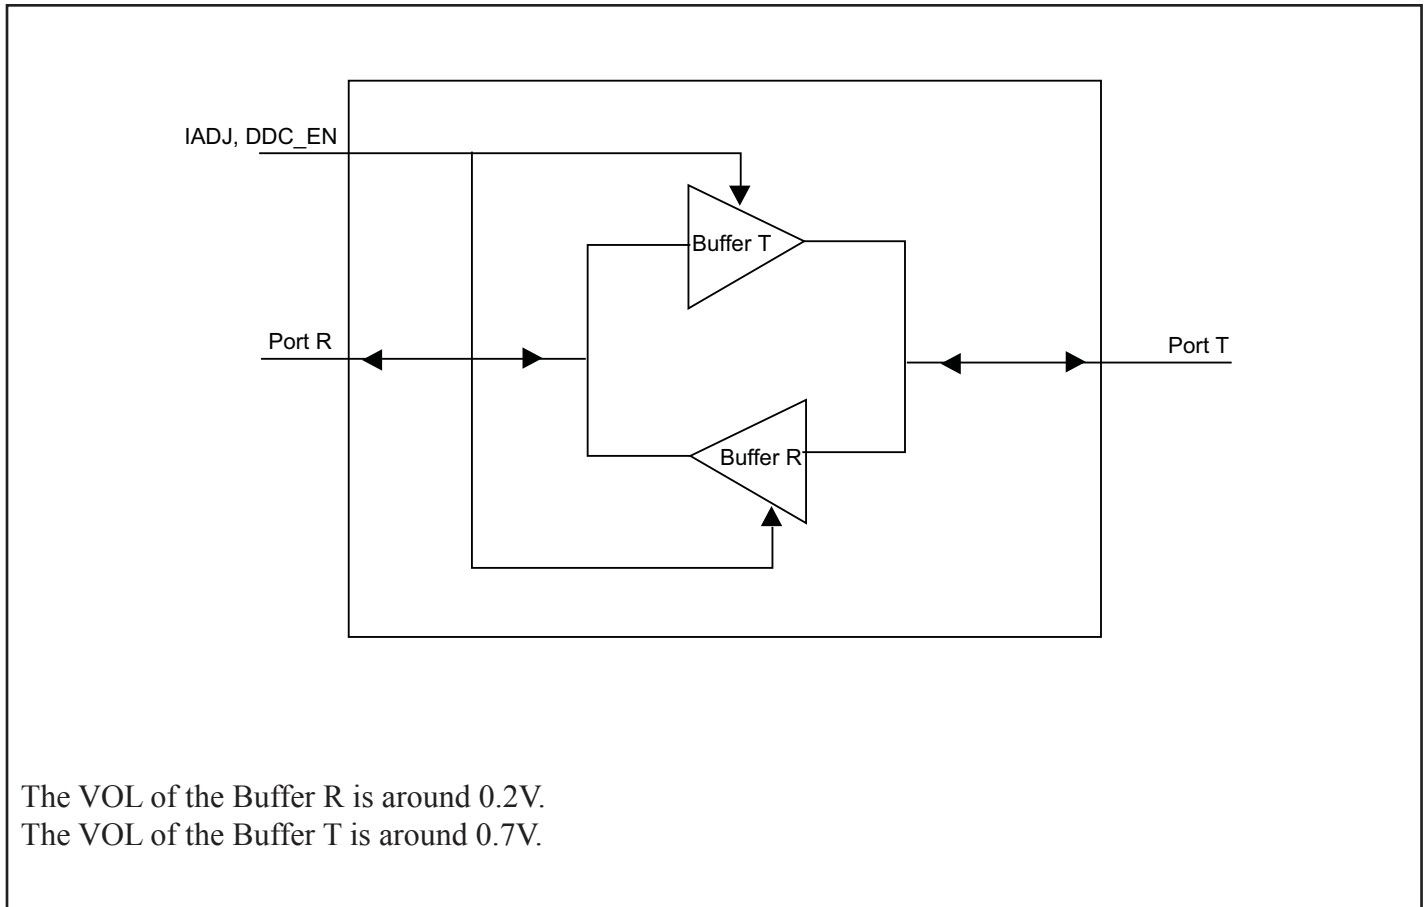 IADJ, DDC_EN
Buffer T
Port R
Port T
Buffer R
The VOL of the Buffer R is around 0.2V.
The VOL of the Buffer T is around 0.7V.